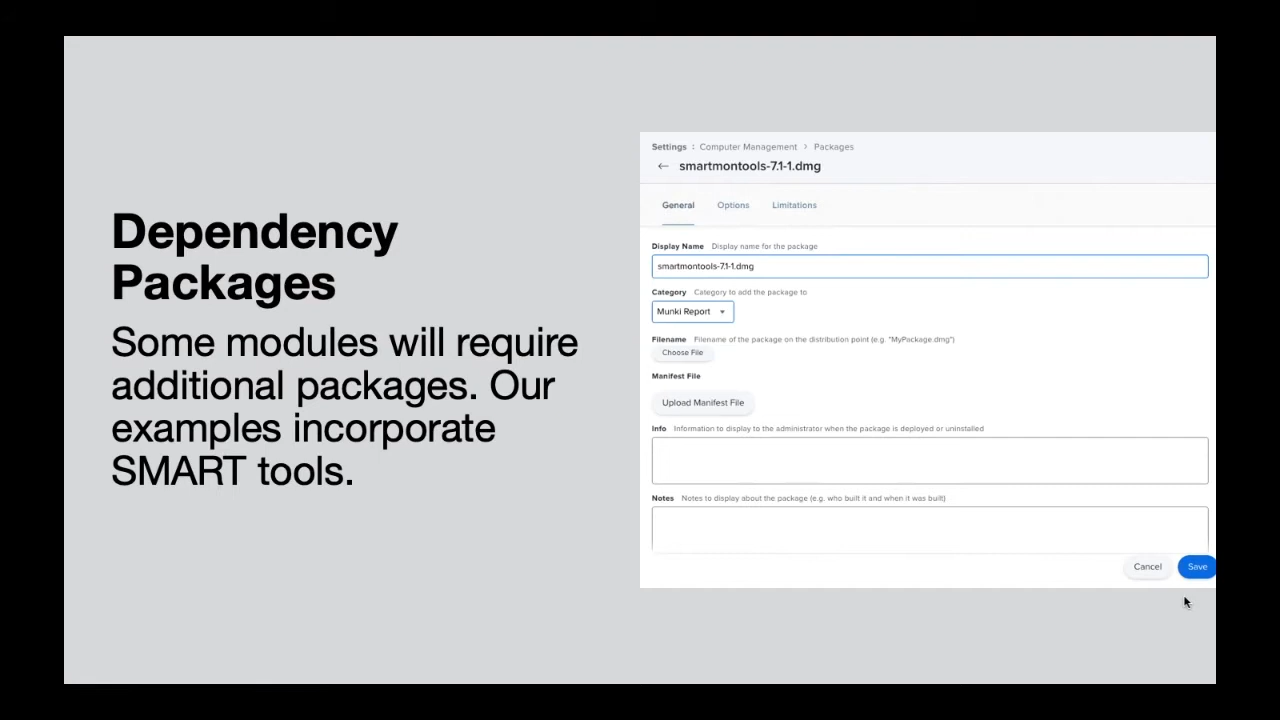 Dependency
Packages
Some modules will require
additional packages. Our
examples incorporate
SMART tools.
Settings : Computer Management > Packages
← smartmontools-7.1-1.dmg
General Options Limitations
Display Name Display name for the package
smartmontools-7.1-1.dmg
Category Category to add the package to
Munki Report
Filename Filename of the package on the distribution point (e.g. "MyPackage.dmg")
Choose File
Manifest File
Upload Manifest File
Info Information to display to the administrator when the package is deployed or uninstalled
Notes Notes to display about the package (e.g. who built it and when it was built)
Cancel Save